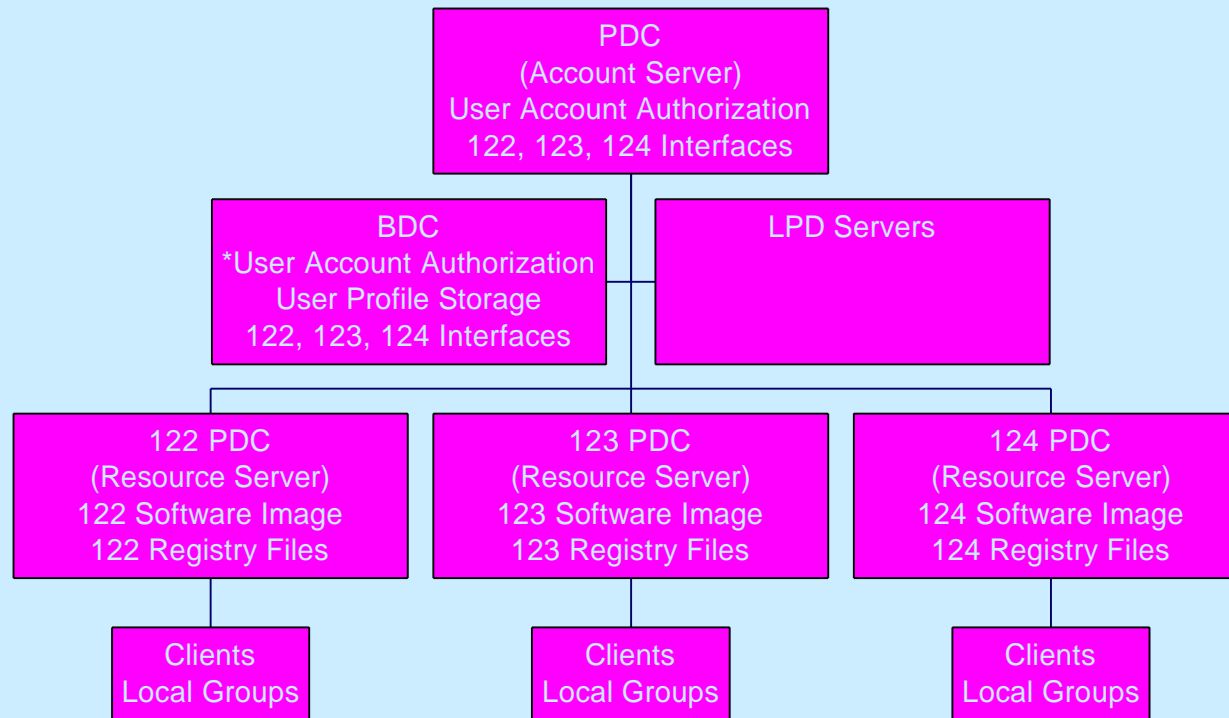 PDC
(Account Server)
User Account Authorization
122, 123, 124 Interfaces
BDC
*User Account Authorization
User Profile Storage
122, 123, 124 Interfaces
LPD Servers
122 PDC
(Resource Server)
122 Software Image
122 Registry Files
123 PDC
(Resource Server)
123 Software Image
123 Registry Files
124 PDC
(Resource Server)
124 Software Image
124 Registry Files
Clients
Local Groups
Clients
Local Groups
Clients
Local Groups